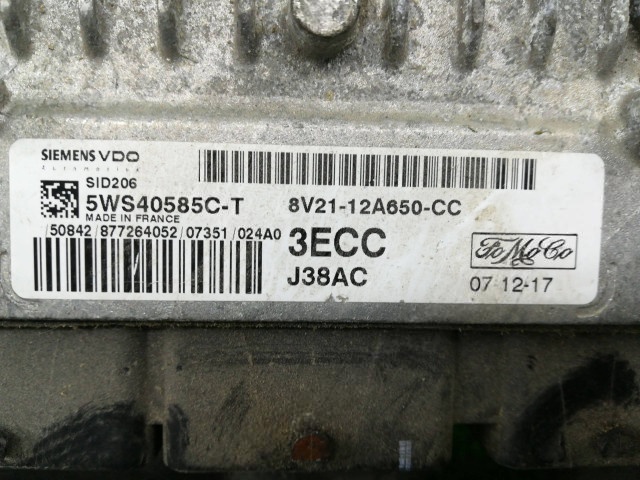 SIEMENS VDO
Automotive
SID206
5WS40585C-T
MADE IN FRANCE
/50842/877264052/07351/024A0
8V21-12A650-CC
3ECC
J38AC
FoMoCo
07-12-17